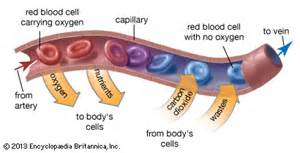 red blood cell
carrying oxygen
capillary
red blood cell
with no oxygen
to vein
from
artery
oxygen
nutrients
carbon
dioxide
wastes
to body's
cells
from body's
cells
© 2013 Encyclopædia Britannica, Inc.